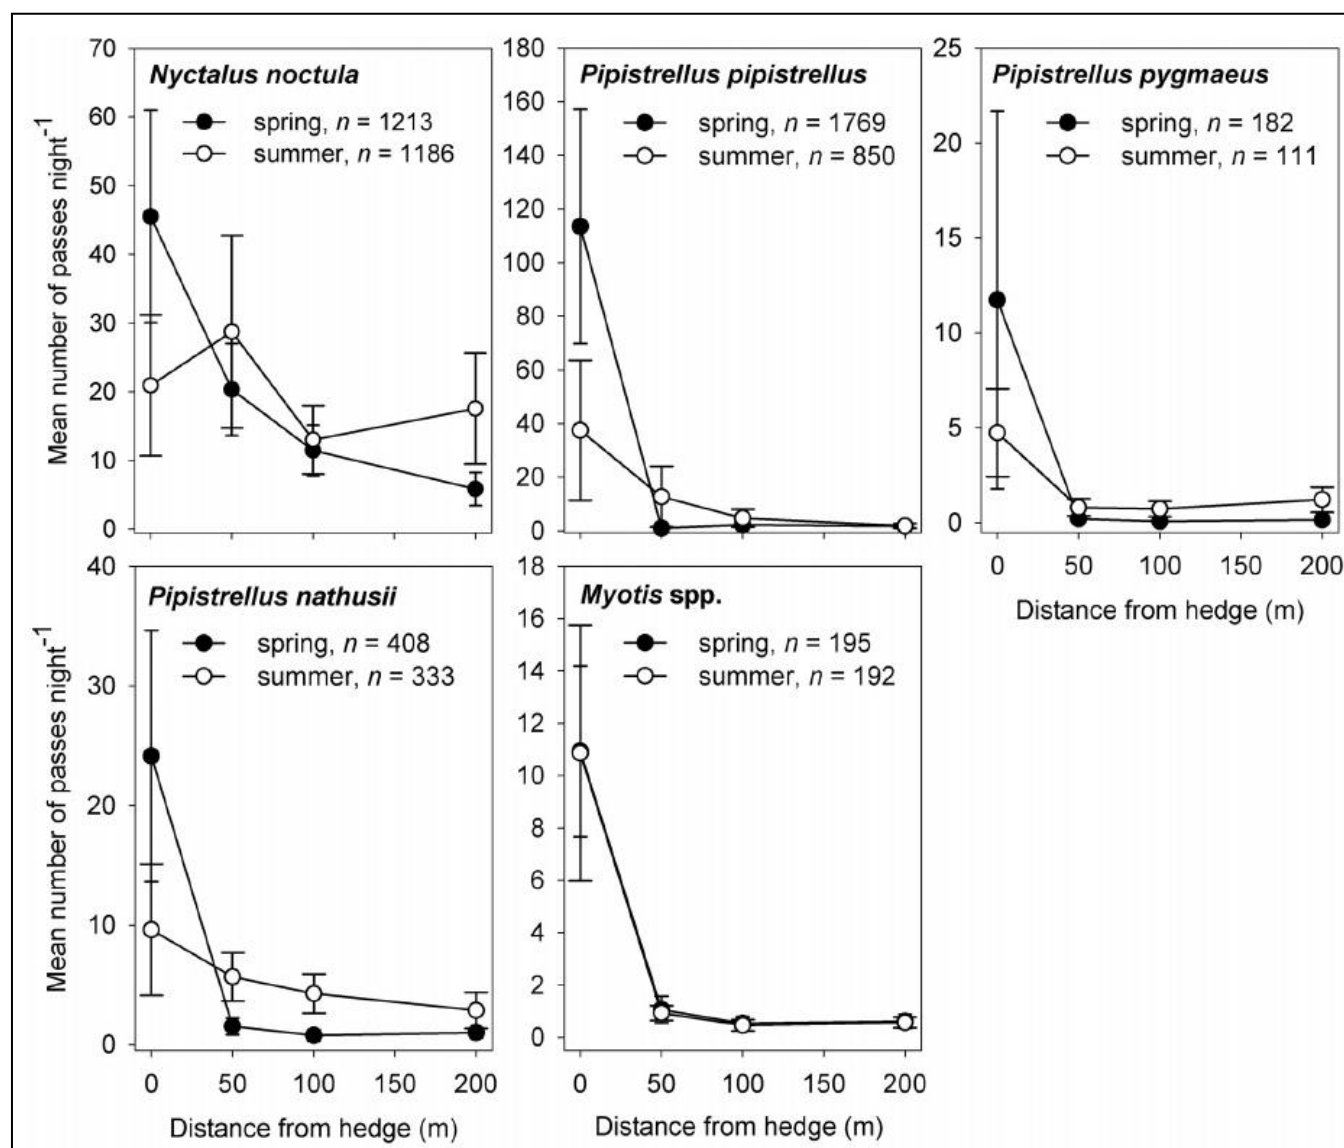 Nyctalus noctula
spring, n = 1213
summer, n = 1186
Mean number of passes night-1
70
60
50
40
30
20
10
0
Pipistrellus pipistrellus
spring, n = 1769
summer, n = 850
180
160
140
120
100
80
60
40
20
0
Pipistrellus pygmaeus
spring, n = 182
summer, n = 111
25
20
15
10
5
0
0 50 100 200
Distance from hedge (m)
Pipistrellus nathusii
spring, n = 408
summer, n = 333
Mean number of passes night-1
40
30
20
10
0
0 50 100 200
Distance from hedge (m)
Myotis spp.
spring, n = 195
summer, n = 192
18
16
14
12
10
8
6
4
2
0
0 50 100 200
Distance from hedge (m)